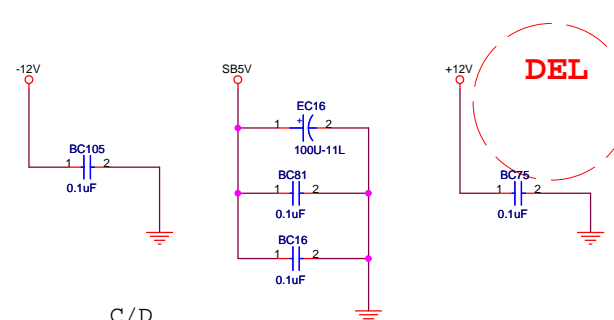 -12V
SB5V
+12V
DEL
EC16
1 + 2
100U-11L
BC105
1 2
0.1uF
BC81
1 2
0.1uF
BC75
1 2
0.1uF
BC16
1 2
0.1uF
C/D